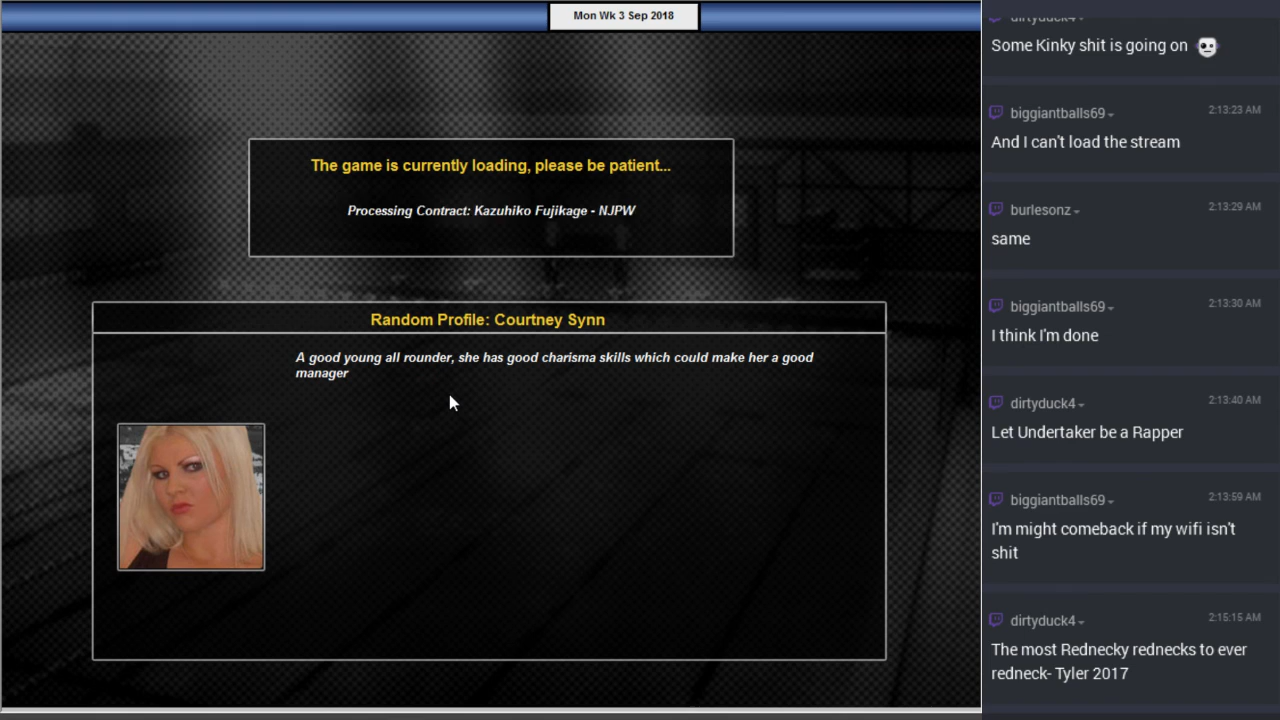 Mon Wk 3 Sep 2018
The game is currently loading, please be patient...
Processing Contract: Kazuhiko Fujikage - NJPW
Random Profile: Courtney Synn
A good young all rounder, she has good charisma skills which could make her a good
manager
dirtyduck4
Some Kinky shit is going on
biggiantballs69 2:13:23 AM
And I can't load the stream
burlesonz 2:13:29 AM
same
biggiantballs69 2:13:30 AM
I think I'm done
dirtyduck4 2:13:40 AM
Let Undertaker be a Rapper
biggiantballs69 2:13:59 AM
I'm might comeback if my wifi isn't
shit
dirtyduck4 2:15:15 AM
The most Rednecky rednecks to ever
redneck- Tyler 2017